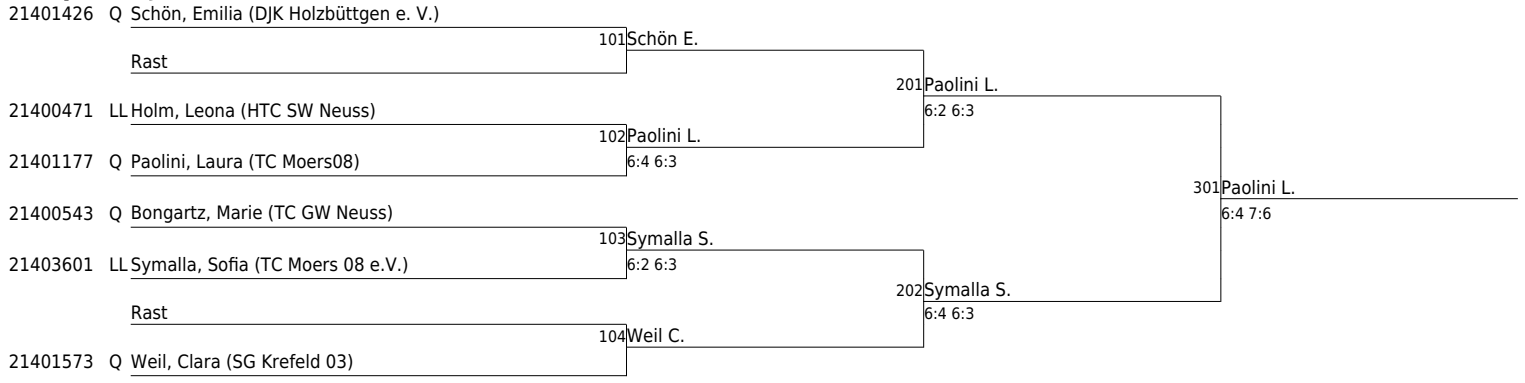 21401426 Q Schön, Emilia (DJK Holzbüttgen e. V.)
101 Schön E.
Rast
201 Paolini L.
6:2 6:3
21400471 LL Holm, Leona (HTC SW Neuss)
102 Paolini L.
6:4 6:3
21401177 Q Paolini, Laura (TC Moers08)
301 Paolini L.
6:4 7:6
21400543 Q Bongartz, Marie (TC GW Neuss)
103 Symalla S.
6:2 6:3
21403601 LL Symalla, Sofia (TC Moers 08 e.V.)
202 Symalla S.
6:4 6:3
Rast
104 Weil C.
21401573 Q Weil, Clara (SG Krefeld 03)